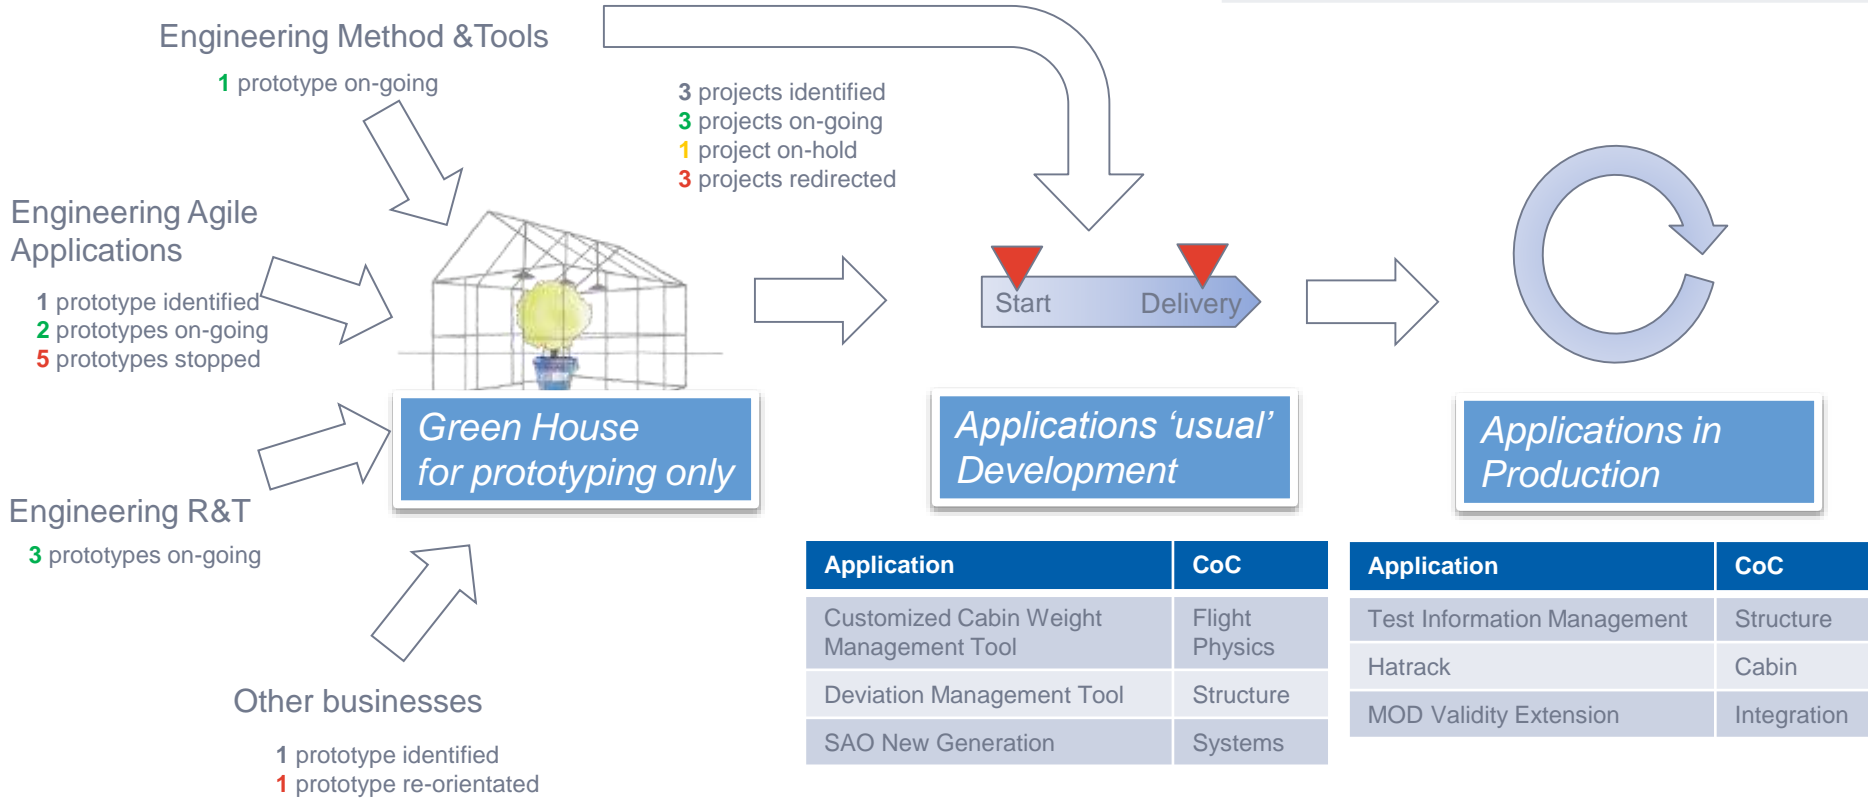 Engineering Method &Tools
1 prototype on-going
3 projects identified
3 projects on-going
1 project on-hold
3 projects redirected
Engineering Agile
Applications
1 prototype identified
2 prototypes on-going
5 prototypes stopped
Start
Delivery
Green House
for prototyping only
Applications ‘usual’
Development
Applications in
Production
Engineering R&T
3 prototypes on-going
Other businesses
1 prototype identified
1 prototype re-orientated
Application CoC
Customized Cabin Weight
Management Tool
Flight
Physics
Deviation Management Tool Structure
SAO New Generation Systems
Application CoC
Test Information Management Structure
Hatrack Cabin
MOD Validity Extension Integration